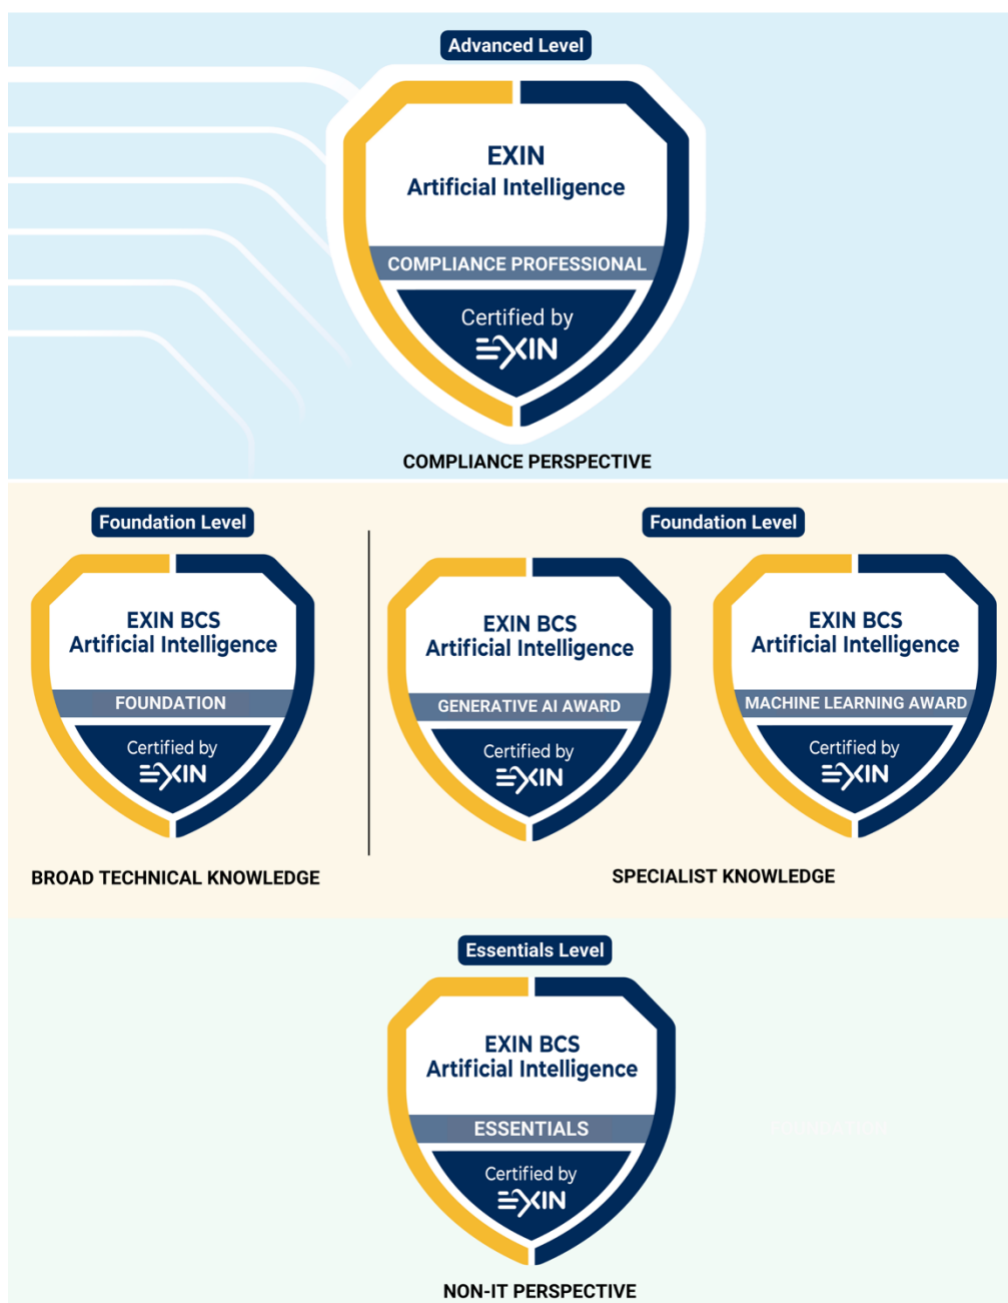 Advanced Level
EXIN
Artificial Intelligence
COMPLIANCE PROFESSIONAL
Certified by
EXIN
COMPLIANCE PERSPECTIVE
Foundation Level
EXIN BCS
Artificial Intelligence
FOUNDATION
Certified by
EXIN
BROAD TECHNICAL KNOWLEDGE
Foundation Level
EXIN BCS
Artificial Intelligence
GENERATIVE AI AWARD
Certified by
EXIN
EXIN BCS
Artificial Intelligence
MACHINE LEARNING AWARD
Certified by
EXIN
SPECIALIST KNOWLEDGE
Essentials Level
EXIN BCS
Artificial Intelligence
ESSENTIALS
Certified by
EXIN
NON-IT PERSPECTIVE